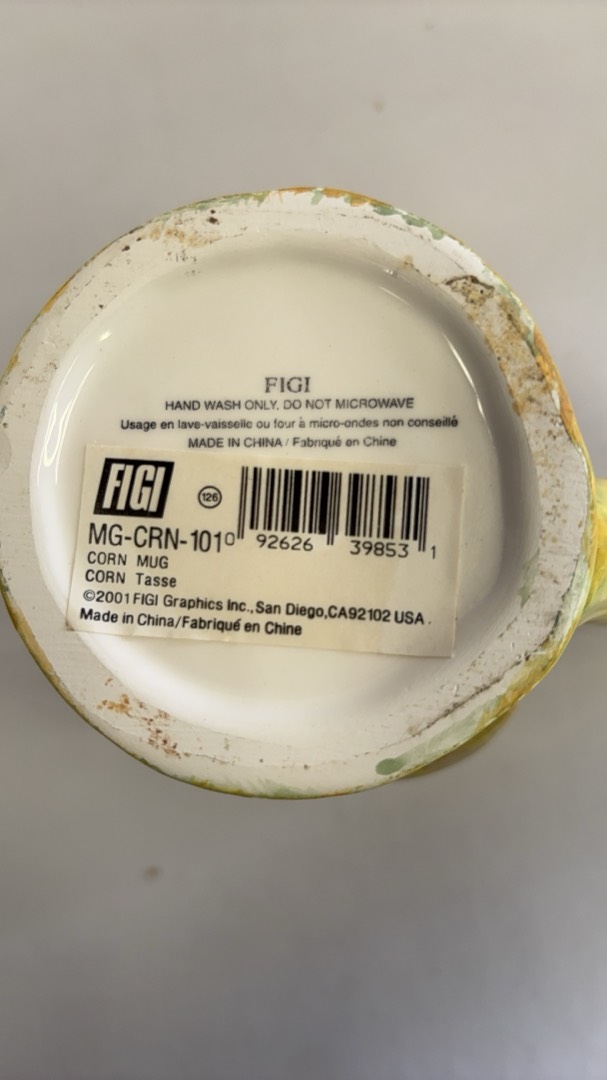 FIGI
HAND WASH ONLY. DO NOT MICROWAVE
Usage en lave-vaisselle ou four à micro-ondes non conseillé
MADE IN CHINA / Fabriqué en Chine
FIGI
126
MG-CRN-101
0 92626 39853 1
CORN MUG
CORN Tasse
©2001 FIGI Graphics Inc., San Diego, CA92102 USA.
Made in China/Fabriqué en Chine